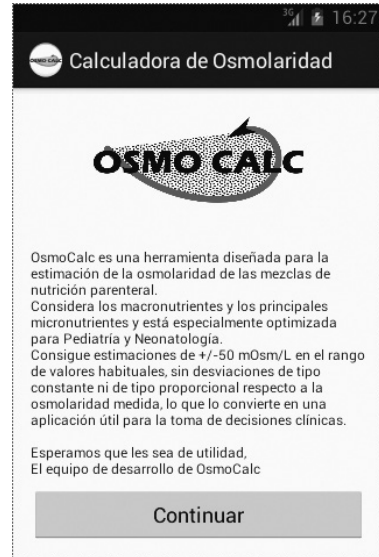 3G 16:27
OSMO CALC Calculadora de Osmolaridad
OSMO CALC
OsmoCalc es una herramienta diseñada para la
estimación de la osmolaridad de las mezclas de
nutrición parenteral.
Considera los macronutrientes y los principales
micronutrientes y está especialmente optimizada
para Pediatría y Neonatología.
Consigue estimaciones de +/-50 mOsm/L en el rango
de valores habituales, sin desviaciones de tipo
constante ni de tipo proporcional respecto a la
osmolaridad medida, lo que lo convierte en una
aplicación útil para la toma de decisiones clínicas.
Esperamos que les sea de utilidad,
El equipo de desarrollo de OsmoCalc
Continuar